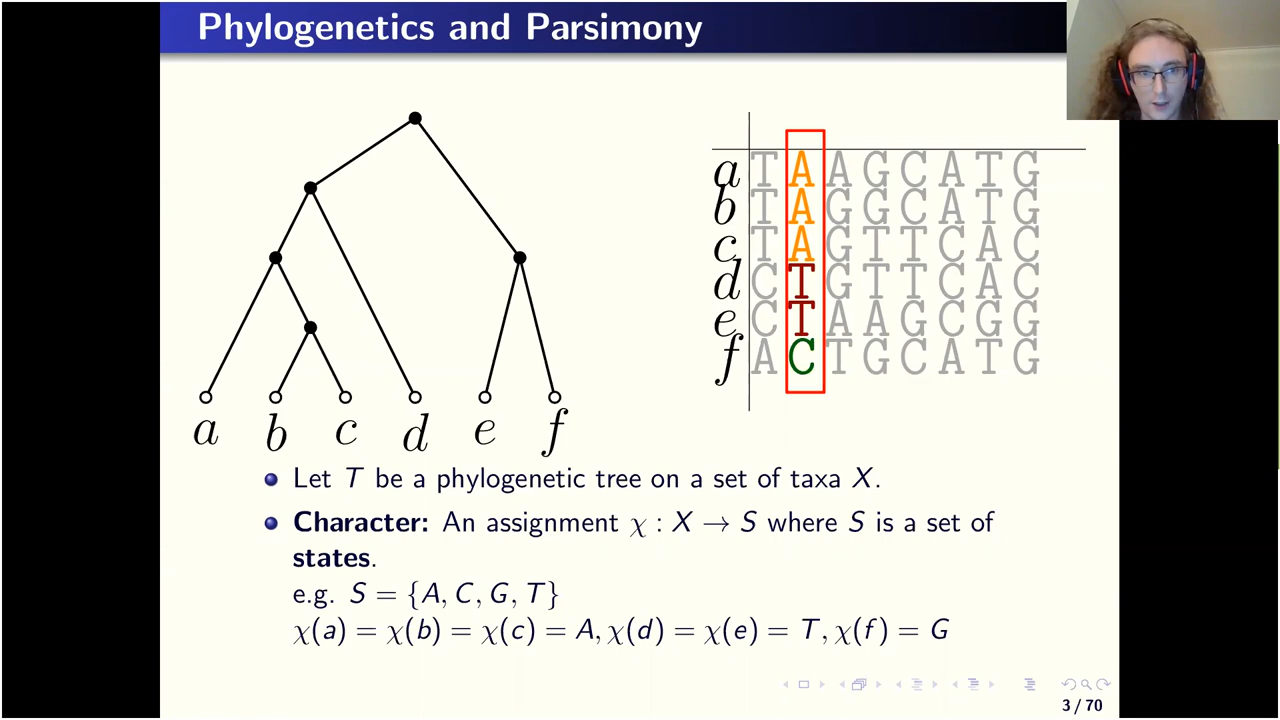 Phylogenetics and Parsimony
a T A A G C A T G
b T A G G C A T G
c T A G T T C A C
d C T G T T C A C
e C T A A G C G G
f A C T G C A T G
a b c d e f
Let T be a phylogenetic tree on a set of taxa X.
Character: An assignment χ : X → S where S is a set of
states.
e.g. S = {A, C, G, T}
χ(a) = χ(b) = χ(c) = A, χ(d) = χ(e) = T, χ(f) = G
3 / 70